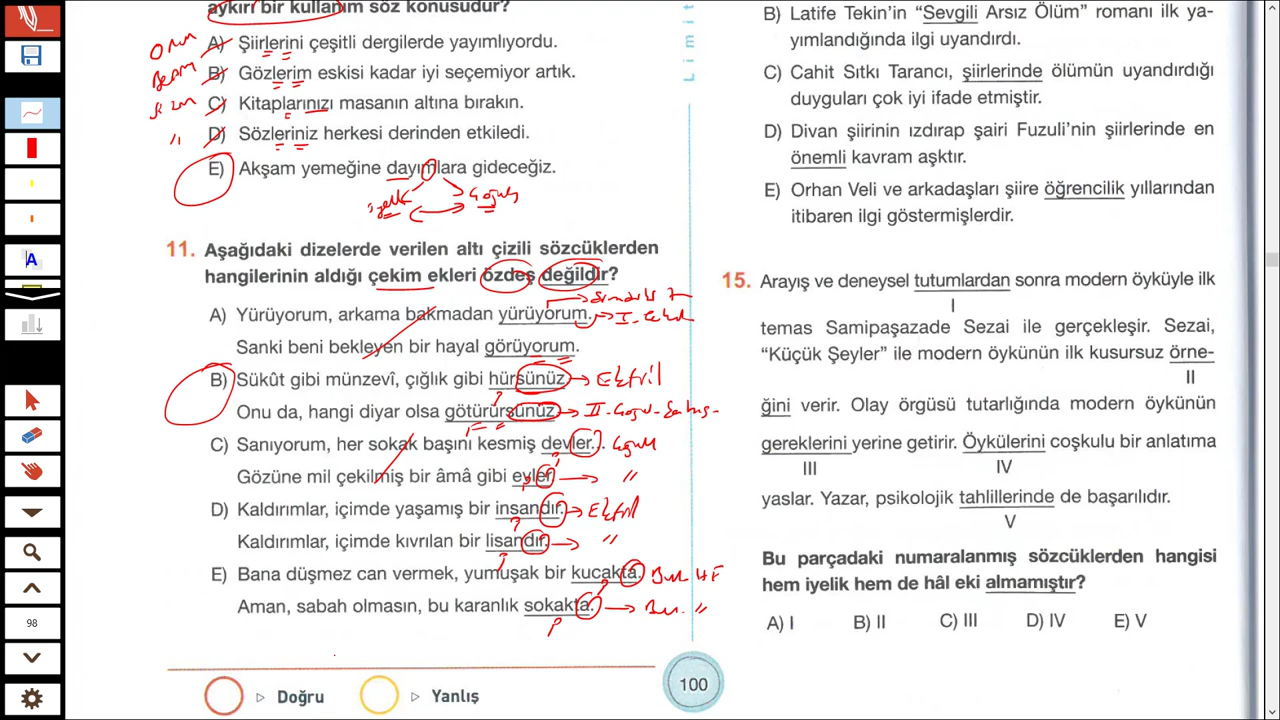 aykırı bir kullanım söz konusudur?
A) Şiirlerini çeşitli dergilerde yayımlıyordu.
B) Gözlerim eskisi kadar iyi seçemiyor artık.
C) Kitaplarınızı masanın altına bırakın.
D) Sözleriniz herkesi derinden etkiledi.
E) Akşam yemeğine dayımlara gideceğiz.
Çoğul
11. Aşağıdaki dizelerde verilen altı çizili sözcüklerden
hangilerinin aldığı çekim ekleri özdeş değildir?
A) Yürüyorum, arkama bakmadan yürüyorum.
Sanki beni bekleyen bir hayal görüyorum.
B) Sükût gibi münzevî, çığlık gibi hürsünüz → Ekfiil
Onu da, hangi diyar olsa götürürsünüz → II. Çoğul
C) Sanıyorum, her sokak başını kesmiş devler. Çoğul
Gözüne mil çekilmiş bir âmâ gibi evler. → "
D) Kaldırımlar, içimde yaşamış bir insandır. → Ekfiil
Kaldırımlar, içimde kıvrılan bir lisandır. → "
E) Bana düşmez can vermek, yumuşak bir kucakta. Bul. HE
Aman, sabah olmasın, bu karanlık sokakta. → Bul. "
Doğru
Yanlış
100
B) Latife Tekin'in "Sevgili Arsız Ölüm" romanı ilk ya-
yımlandığında ilgi uyandırdı.
C) Cahit Sıtkı Tarancı, şiirlerinde ölümün uyandırdığı
duyguları çok iyi ifade etmiştir.
D) Divan şiirinin ızdırap şairi Fuzuli'nin şiirlerinde en
önemli kavram aşktır.
E) Orhan Veli ve arkadaşları şiire öğrencilik yıllarından
itibaren ilgi göstermişlerdir.
15. Arayış ve deneysel tutumlardan sonra modern öyküyle ilk
I
temas Samipaşazade Sezai ile gerçekleşir. Sezai,
"Küçük Şeyler" ile modern öykünün ilk kusursuz örne-
II
ğini verir. Olay örgüsü tutarlığında modern öykünün
gereklerini yerine getirir. Öykülerini coşkulu bir anlatıma
III IV
yaslar. Yazar, psikolojik tahlillerinde de başarılıdır.
V
Bu parçadaki numaralanmış sözcüklerden hangisi
hem iyelik hem de hâl eki almamıştır?
A) I B) II C) III D) IV E) V
A
98